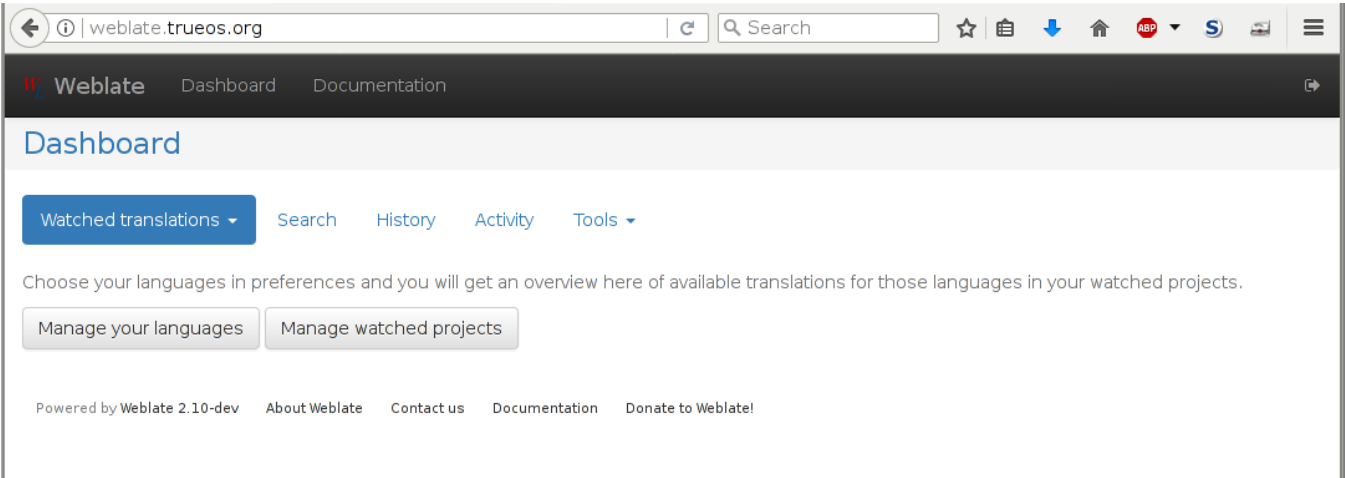 weblate.trueos.org Search ABP S
Weblate Dashboard Documentation
Dashboard
Watched translations Search History Activity Tools
Choose your languages in preferences and you will get an overview here of available translations for those languages in your watched projects.
Manage your languages Manage watched projects
Powered by Weblate 2.10-dev About Weblate Contact us Documentation Donate to Weblate!